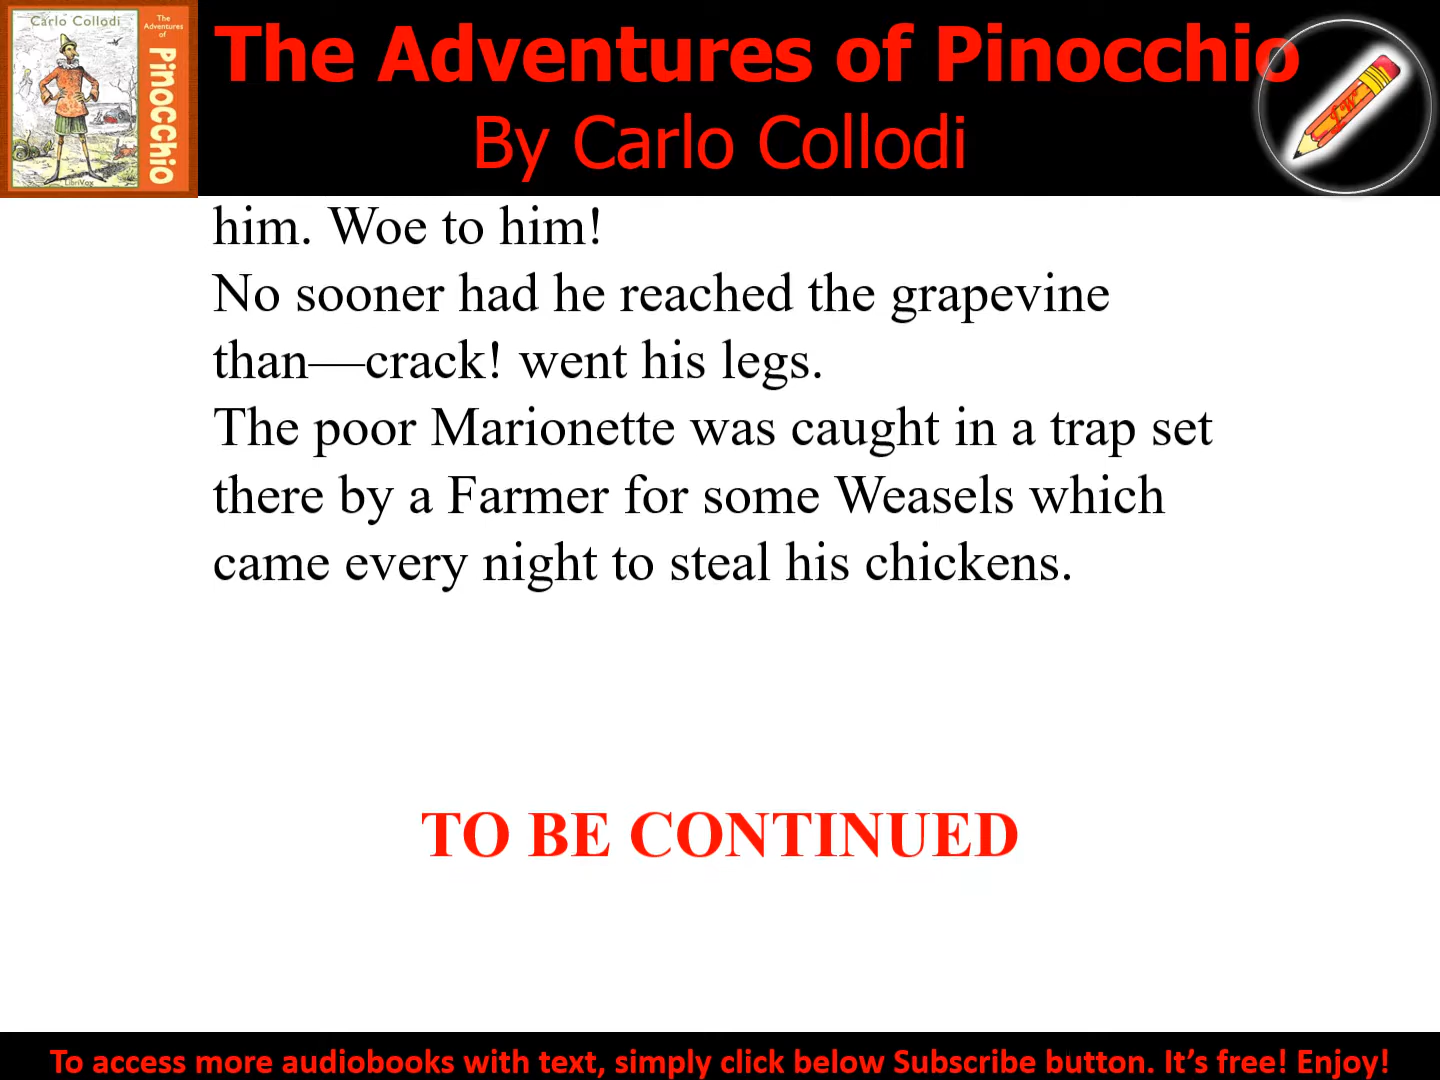 Carlo Collodi
The
Adventures
of
Pinocchio
LibriVox
The Adventures of Pinocchio
By Carlo Collodi
him. Woe to him!
No sooner had he reached the grapevine
than—crack! went his legs.
The poor Marionette was caught in a trap set
there by a Farmer for some Weasels which
came every night to steal his chickens.
TO BE CONTINUED
To access more audiobooks with text, simply click below Subscribe button. It’s free! Enjoy!